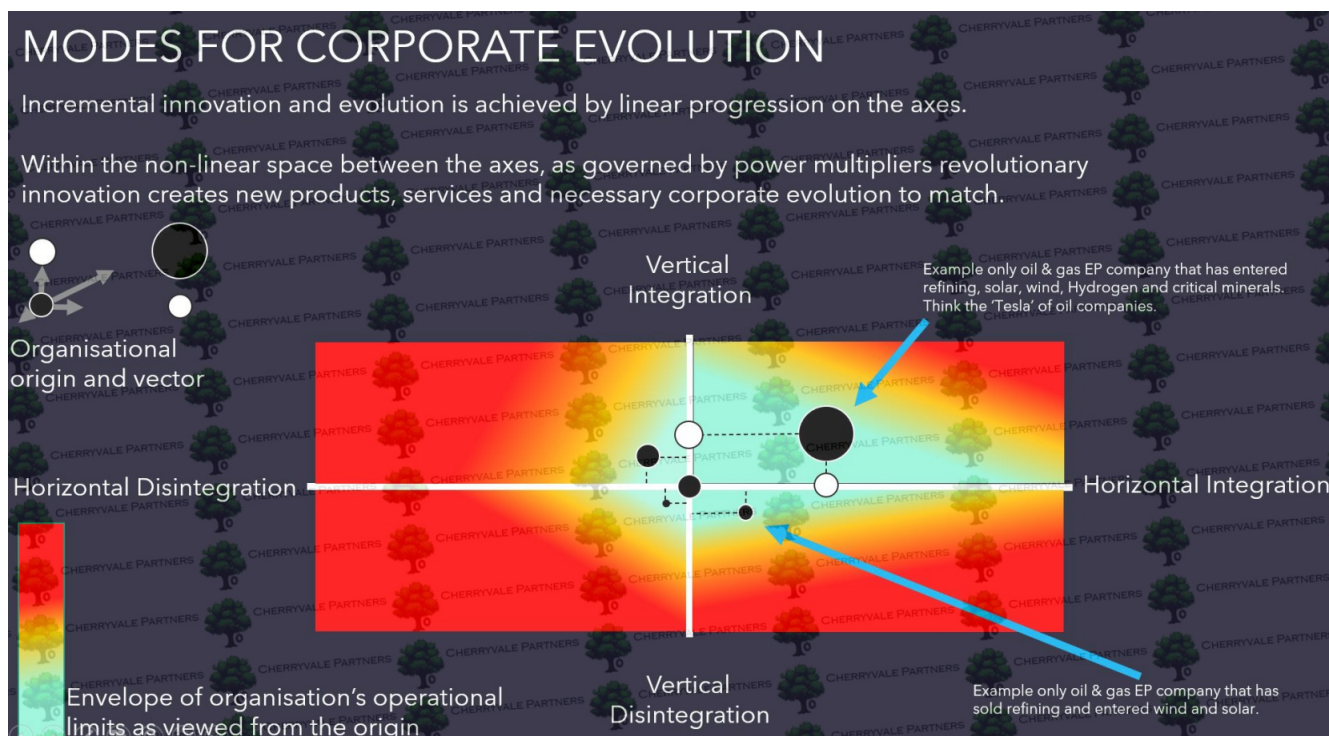 MODES FOR CORPORATE EVOLUTION
Incremental innovation and evolution is achieved by linear progression on the axes.
Within the non-linear space between the axes, as governed by power multipliers revolutionary
innovation creates new products, services and necessary corporate evolution to match.
Organisational
origin and vector
Vertical
Integration
Example only oil & gas EP company that has entered
refining, solar, wind, Hydrogen and critical minerals.
Think the 'Tesla' of oil companies.
Horizontal Disintegration
Horizontal Integration
Envelope of organisation's operational
limits as viewed from the origin
Vertical
Disintegration
Example only oil & gas EP company that has
sold refining and entered wind and solar.
CHERRYVALE PARTNERS